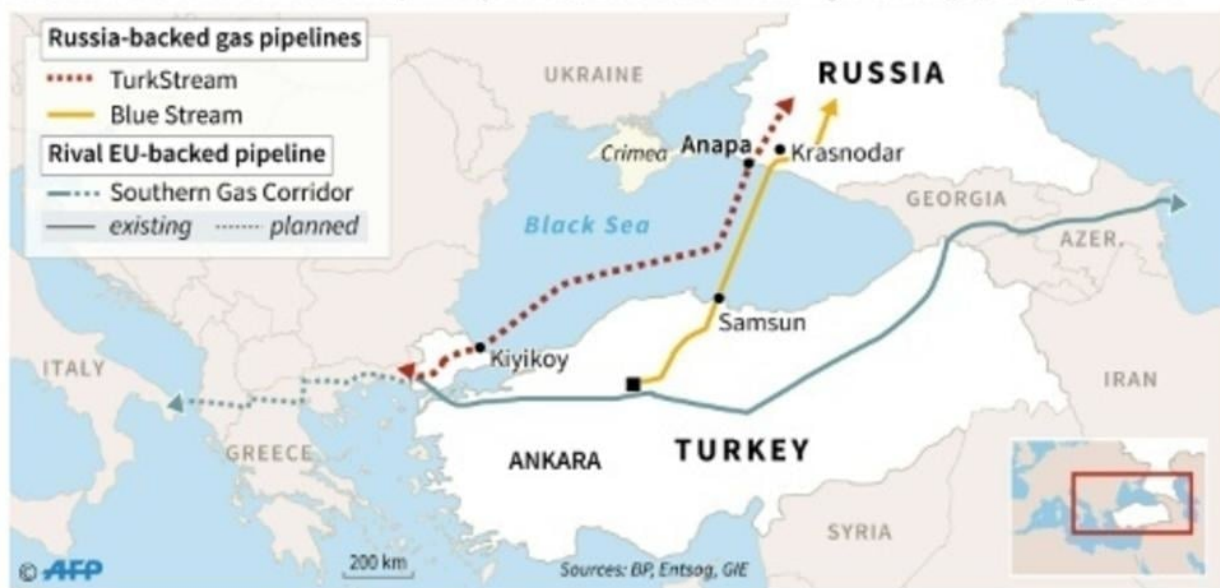 Russia-backed gas pipelines
TurkStream
Blue Stream
Rival EU-backed pipeline
Southern Gas Corridor
existing planned
UKRAINE
RUSSIA
Crimea
Anapa
Krasnodar
GEORGIA
Black Sea
AZER.
Samsun
Kiyikoy
ITALY
IRAN
GREECE
ANKARA
TURKEY
SYRIA
200 km
© AFP
Sources: BP, Entsog, GIE